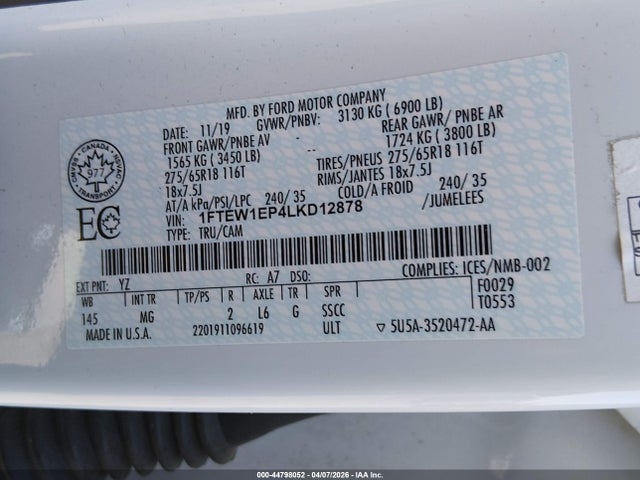 MFD. BY FORD MOTOR COMPANY
DATE: 11/19 GVWR/PNBV: 3130 KG ( 6900 LB)
FRONT GAWR/PNBE AV REAR GAWR/ PNBE AR
1565 KG ( 3450 LB) - 1724 KG ( 3800 LB)
275/65R18 116T TIRES/PNEUS 275/65R18 116T
18x7.5J RIMS/JANTES 18x7.5J
AT/A kPa/PSI/LPC 240/ 35 COLD/A FROID 240/ 35
VIN: 1FTEW1EP4LKD12878 /JUMELEES
TYPE: TRU/CAM
CANADA
TRANSPORT
977
EC
EXT PNT: YZ RC: A7 DSO: COMPLIES: ICES/NMB-002
WB INT TR TP/PS R AXLE TR SPR F0029
145 MG 2 L6 G SSCC T0553
MADE IN U.S.A. 2201911096619 ULT ▽ 5U5A-3520472-AA
000-44798052 - 04/07/2026 - IAA Inc.